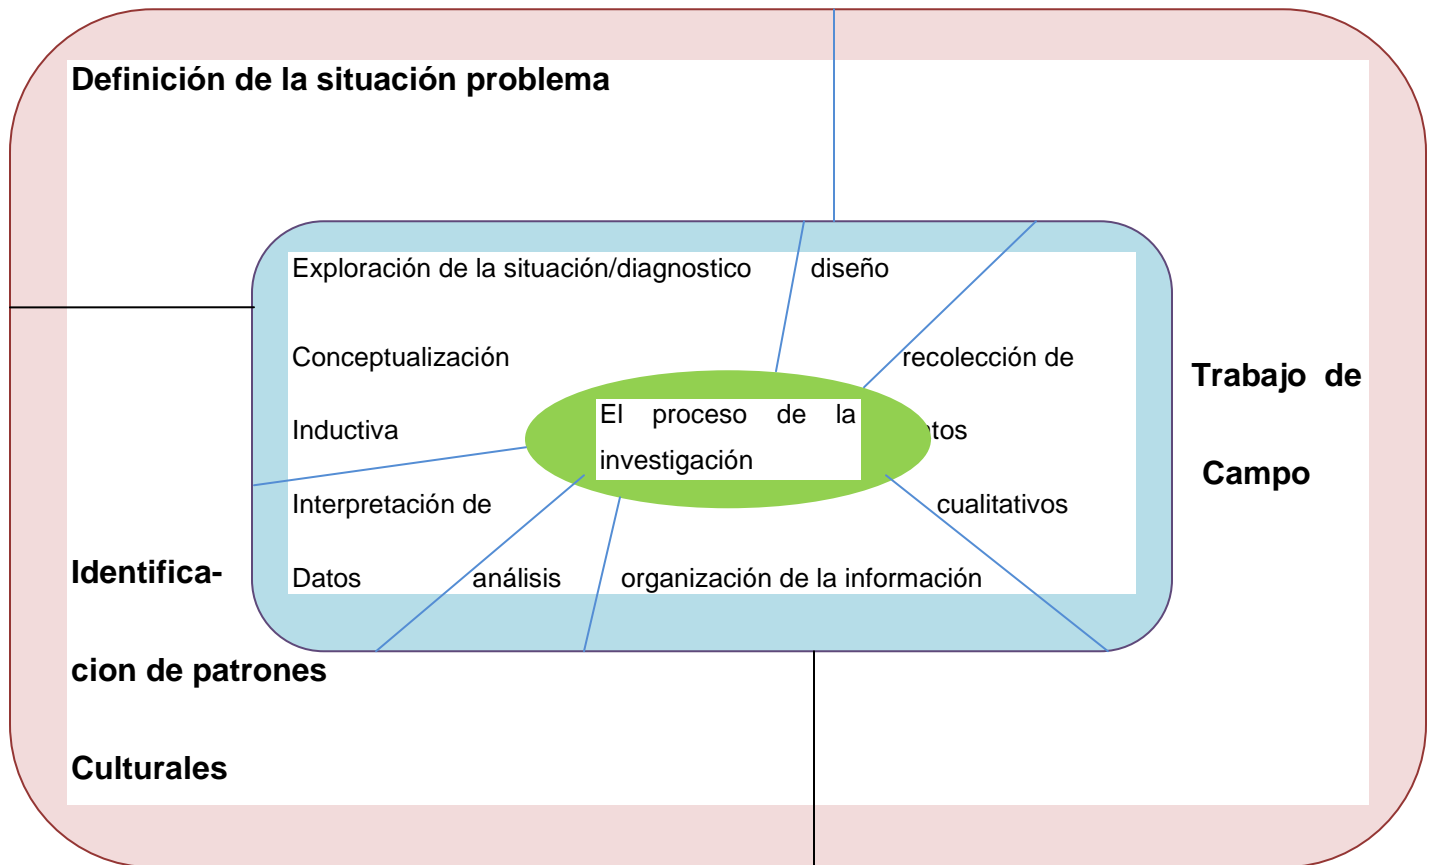 Definición de la situación problema
Exploración de la situación/diagnostico diseño
Conceptualización recolección de
Trabajo de
El proceso de la
Inductiva tos
investigación
Campo
Interpretación de cualitativos
Identifica-
Datos análisis organización de la información
cion de patrones
Culturales